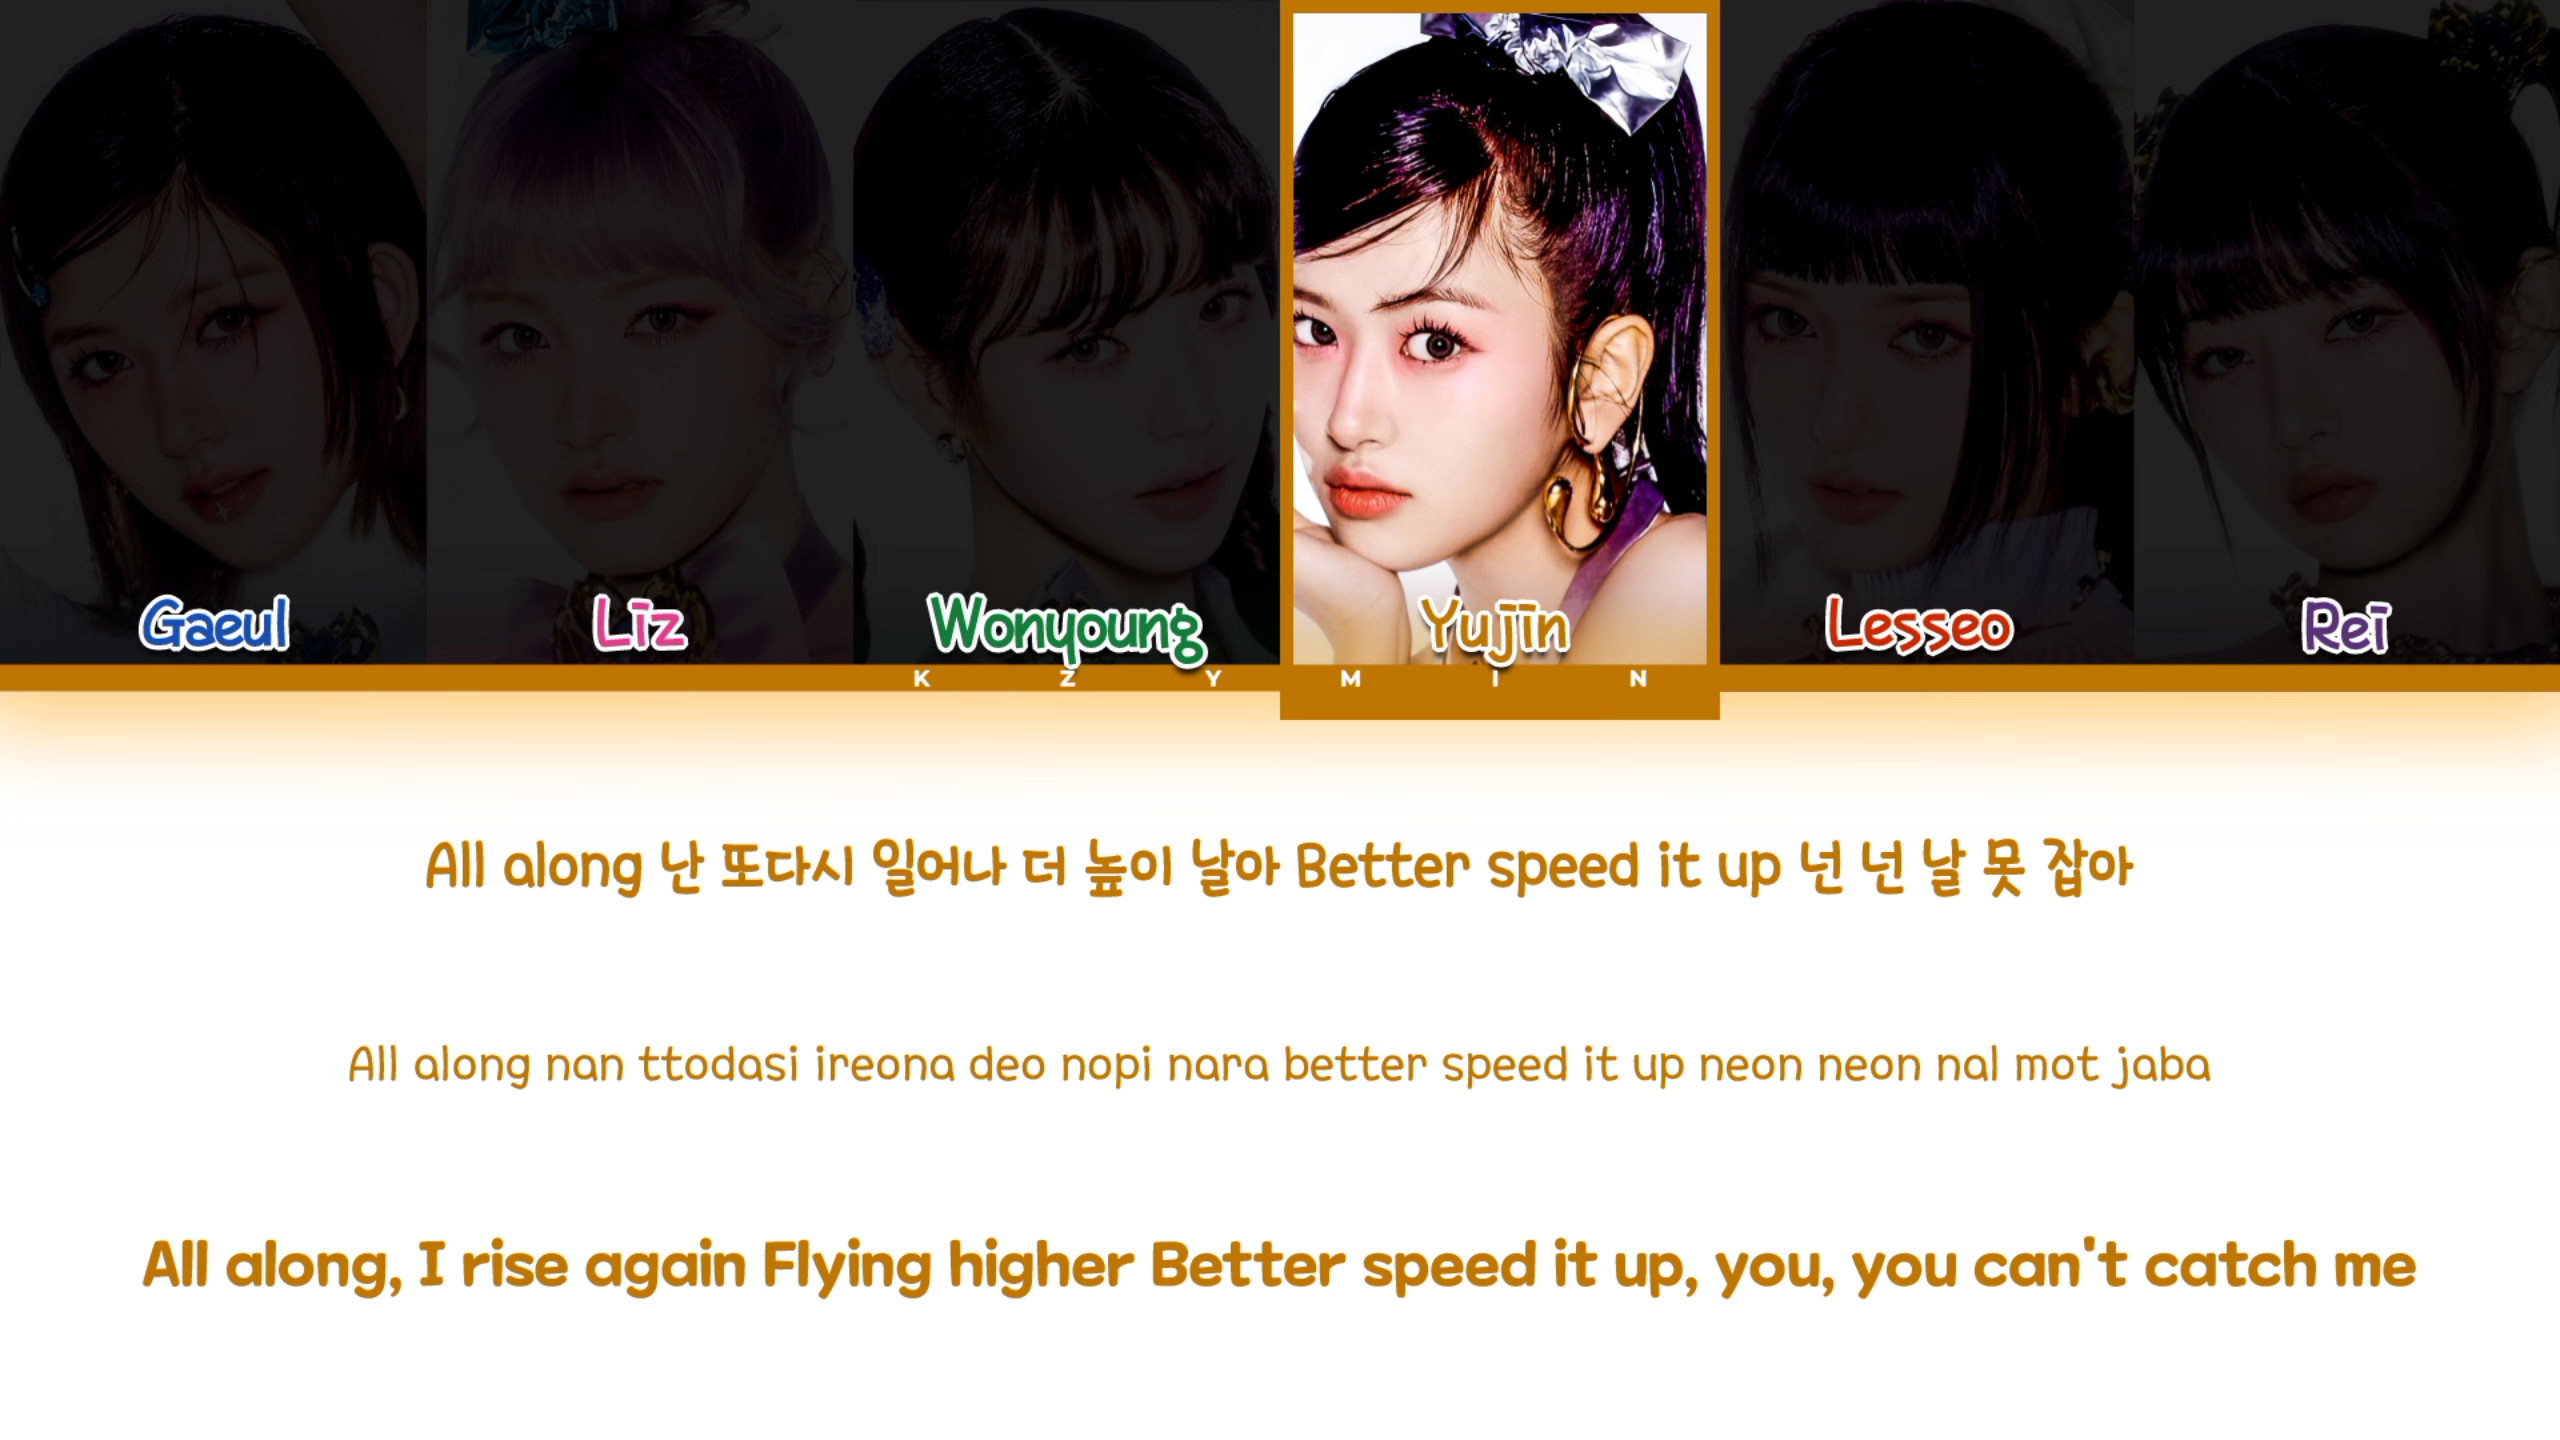 Gaeul Liz Wonyoung Yujin Lesseo Rei
K Z Y M I N
All along 난 또다시 일어나 더 높이 날아 Better speed it up 넌 넌 날 못 잡아
All along nan ttodasi ireona deo nopi nara better speed it up neon neon nal mot jaba
All along, I rise again Flying higher Better speed it up, you, you can't catch me